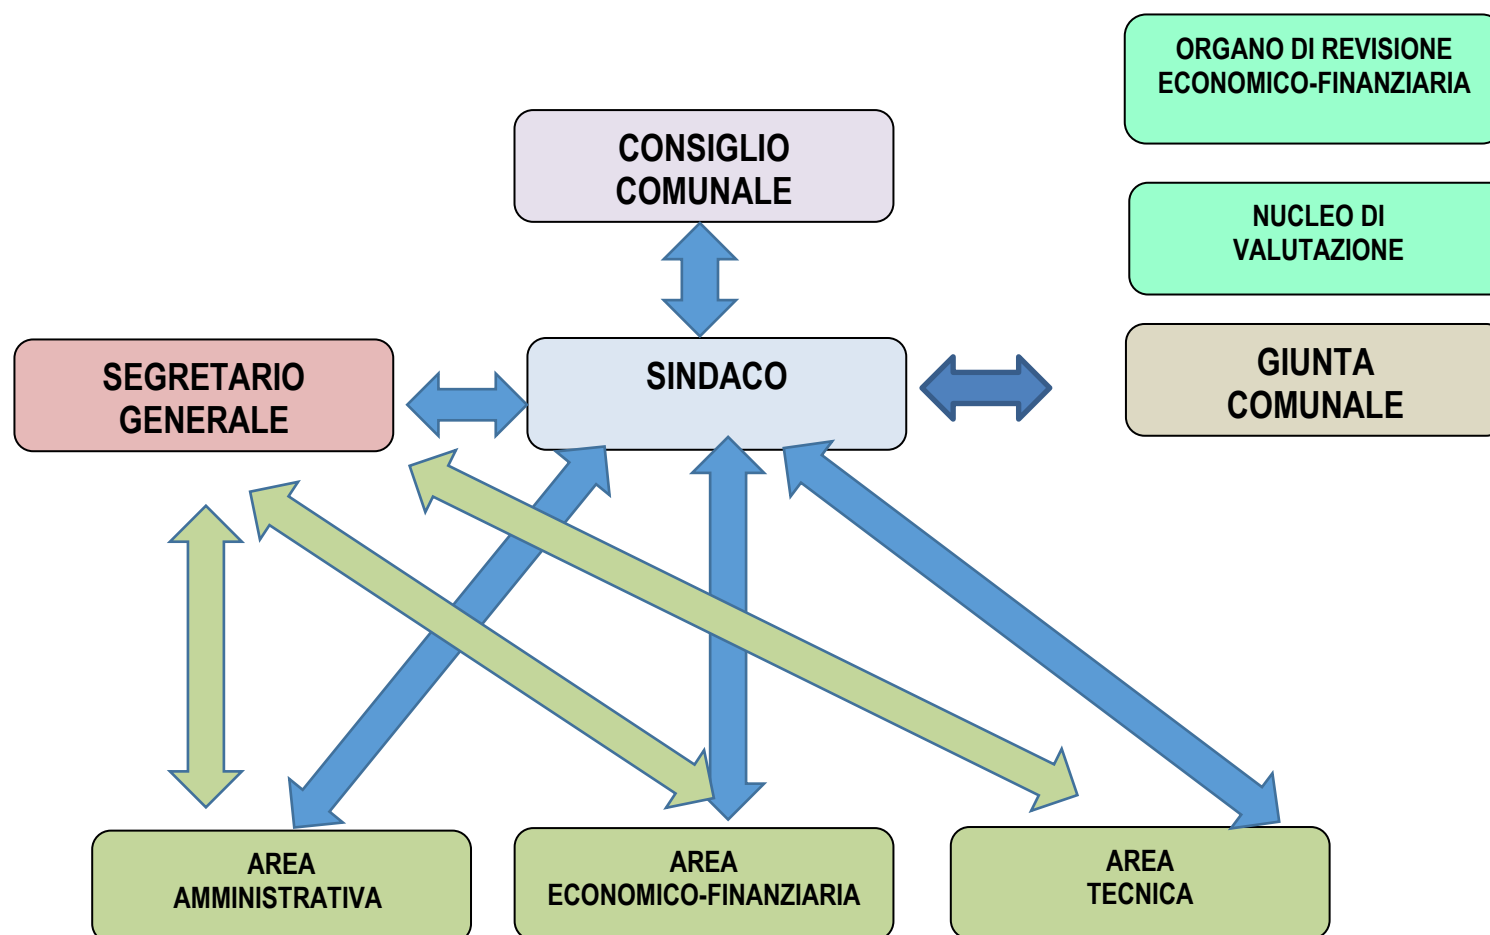 ORGANO DI REVISIONE
ECONOMICO-FINANZIARIA
CONSIGLIO
COMUNALE
NUCLEO DI
VALUTAZIONE
SEGRETARIO
GENERALE
SINDACO
GIUNTA
COMUNALE
AREA
AMMINISTRATIVA
AREA
ECONOMICO-FINANZIARIA
AREA
TECNICA